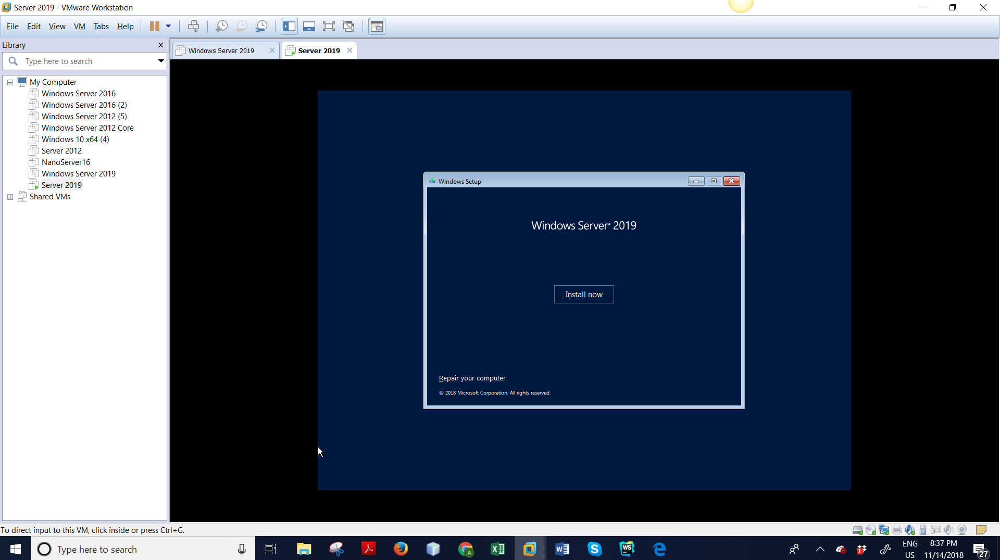 Server 2019 - VMware Workstation
File Edit View VM Tabs Help
Library
Type here to search
My Computer
Windows Server 2016
Windows Server 2016 (2)
Windows Server 2012 (5)
Windows Server 2012 Core
Windows 10 x64 (4)
Server 2012
NanoServer16
Windows Server 2019
Server 2019
Shared VMs
Windows Server 2019
Server 2019
Windows Setup
Windows Server 2019
Install now
Repair your computer
© 2018 Microsoft Corporation. All rights reserved.
To direct input to this VM, click inside or press Ctrl+G.
Type here to search
A
X
W
S
WS
e
1
ENG
US
8:37 PM
11/14/2018
27